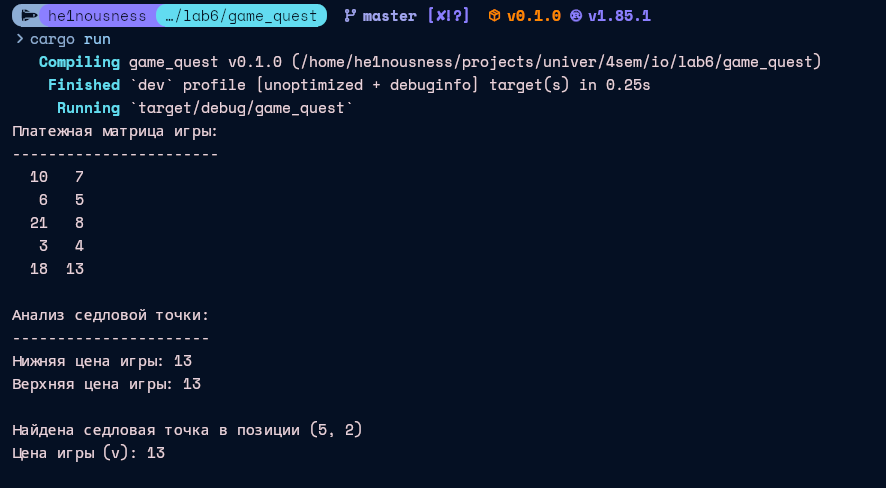 he1nousness …/lab6/game_quest master [✘!?] v0.1.0 v1.85.1
> cargo run
Compiling game_quest v0.1.0 (/home/he1nousness/projects/univer/4sem/io/lab6/game_quest)
Finished `dev` profile [unoptimized + debuginfo] target(s) in 0.25s
Running `target/debug/game_quest`
Платежная матрица игры:
-----------------------
10 7
6 5
21 8
3 4
18 13
Анализ седловой точки:
----------------------
Нижняя цена игры: 13
Верхняя цена игры: 13
Найдена седловая точка в позиции (5, 2)
Цена игры (v): 13